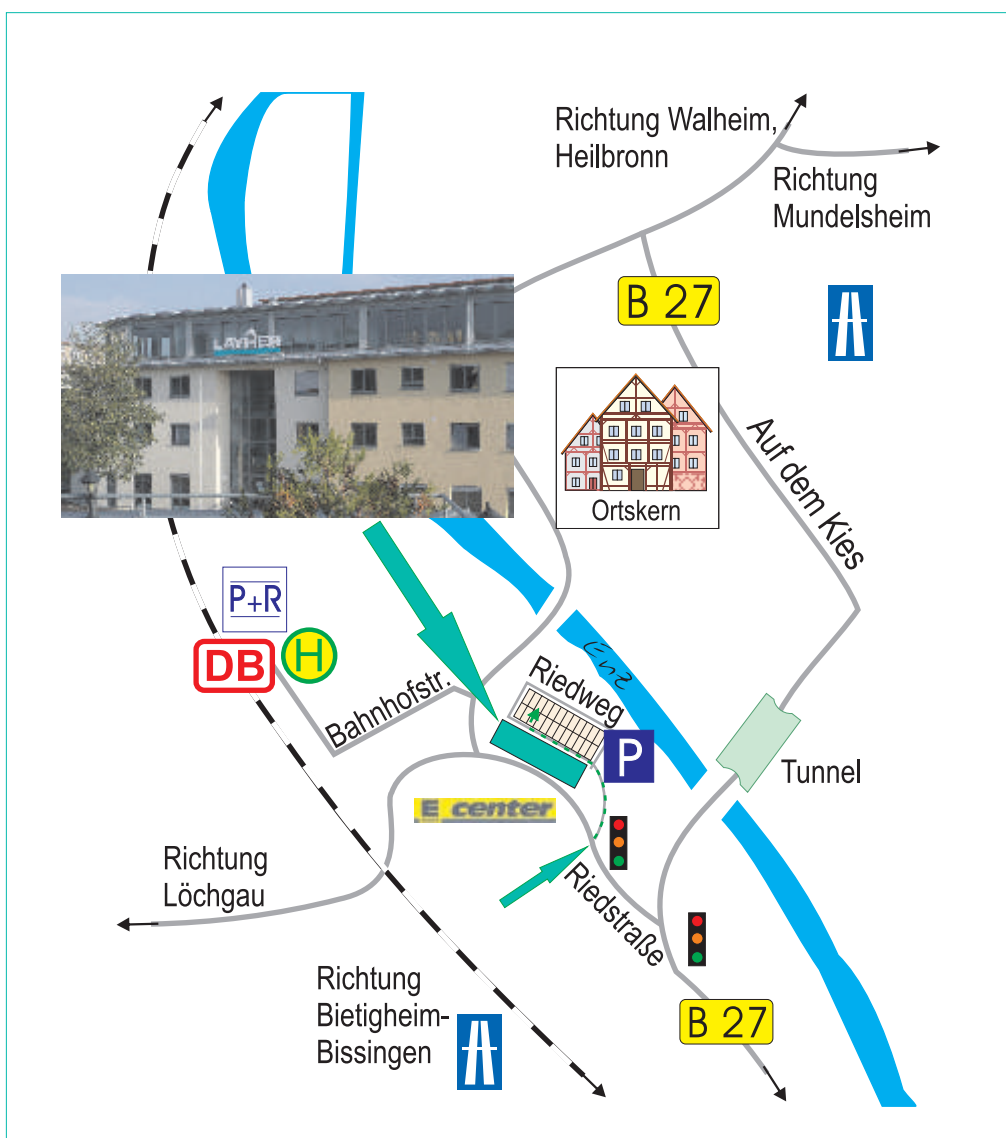 Richtung Walheim,
Heilbronn
Richtung
Mundelsheim
B 27
LAYHER
Ortskern
Auf dem Kies
P+R
DB
H
Bahnhofstr.
Riedweg
Enz
P
Tunnel
E center
Richtung
Löchgau
Riedstraße
Richtung
Bietigheim-
Bissingen
B 27